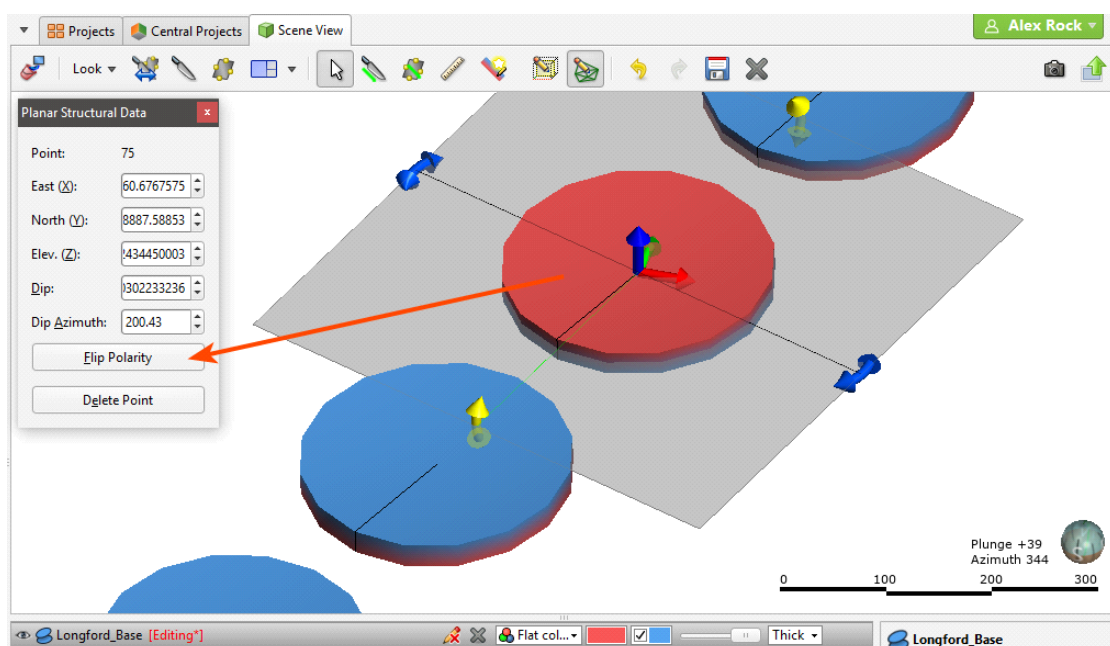 Projects Central Projects Scene View Alex Rock
Look
Planar Structural Data x
Point: 75
East (X): 60.6767575
North (Y): 8887.58853
Elev. (Z): 434450003
Dip: 302233236
Dip Azimuth: 200.43
Flip Polarity
Delete Point
Plunge +39
Azimuth 344
0 100 200 300
Longford_Base [Editing*] Flat col... Thick Longford_Base